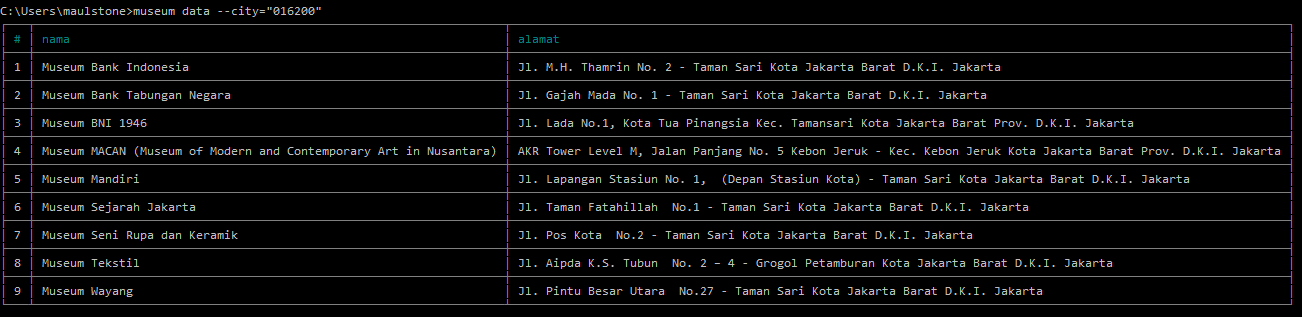 C:\Users\maulstone>museum data --city="016200"
# nama alamat
1 Museum Bank Indonesia Jl. M.H. Thamrin No. 2 - Taman Sari Kota Jakarta Barat D.K.I. Jakarta
2 Museum Bank Tabungan Negara Jl. Gajah Mada No. 1 - Taman Sari Kota Jakarta Barat D.K.I. Jakarta
3 Museum BNI 1946 Jl. Lada No.1, Kota Tua Pinangsia Kec. Tamansari Kota Jakarta Barat Prov. D.K.I. Jakarta
4 Museum MACAN (Museum of Modern and Contemporary Art in Nusantara) AKR Tower Level M, Jalan Panjang No. 5 Kebon Jeruk - Kec. Kebon Jeruk Kota Jakarta Barat Prov. D.K.I. Jakarta
5 Museum Mandiri Jl. Lapangan Stasiun No. 1,  (Depan Stasiun Kota) - Taman Sari Kota Jakarta Barat D.K.I. Jakarta
6 Museum Sejarah Jakarta Jl. Taman Fatahillah  No.1 - Taman Sari Kota Jakarta Barat D.K.I. Jakarta
7 Museum Seni Rupa dan Keramik Jl. Pos Kota  No.2 - Taman Sari Kota Jakarta Barat D.K.I. Jakarta
8 Museum Tekstil Jl. Aipda K.S. Tubun  No. 2 – 4 - Grogol Petamburan Kota Jakarta Barat D.K.I. Jakarta
9 Museum Wayang Jl. Pintu Besar Utara  No.27 - Taman Sari Kota Jakarta Barat D.K.I. Jakarta